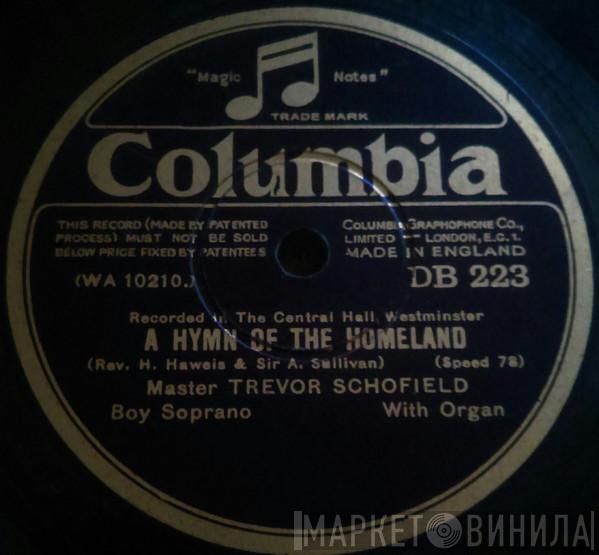 "Magic Notes"
TRADE MARK
Columbia
THIS RECORD (MADE BY PATENTED
PROCESS) MUST NOT BE SOLD
BELOW PRICE FIXED BY PATENTEES
COLUMBIA GRAPHOPHONE CO.,
LIMITED — LONDON, E.C.1.
MADE IN ENGLAND
(WA 10210.)
DB 223
Recorded in The Central Hall, Westminster
A HYMN OF THE HOMELAND
(Rev. H. Haweis & Sir A. Sullivan) (Speed 78)
Master TREVOR SCHOFIELD
Boy Soprano With Organ
МАРКЕТ ВИНИЛА